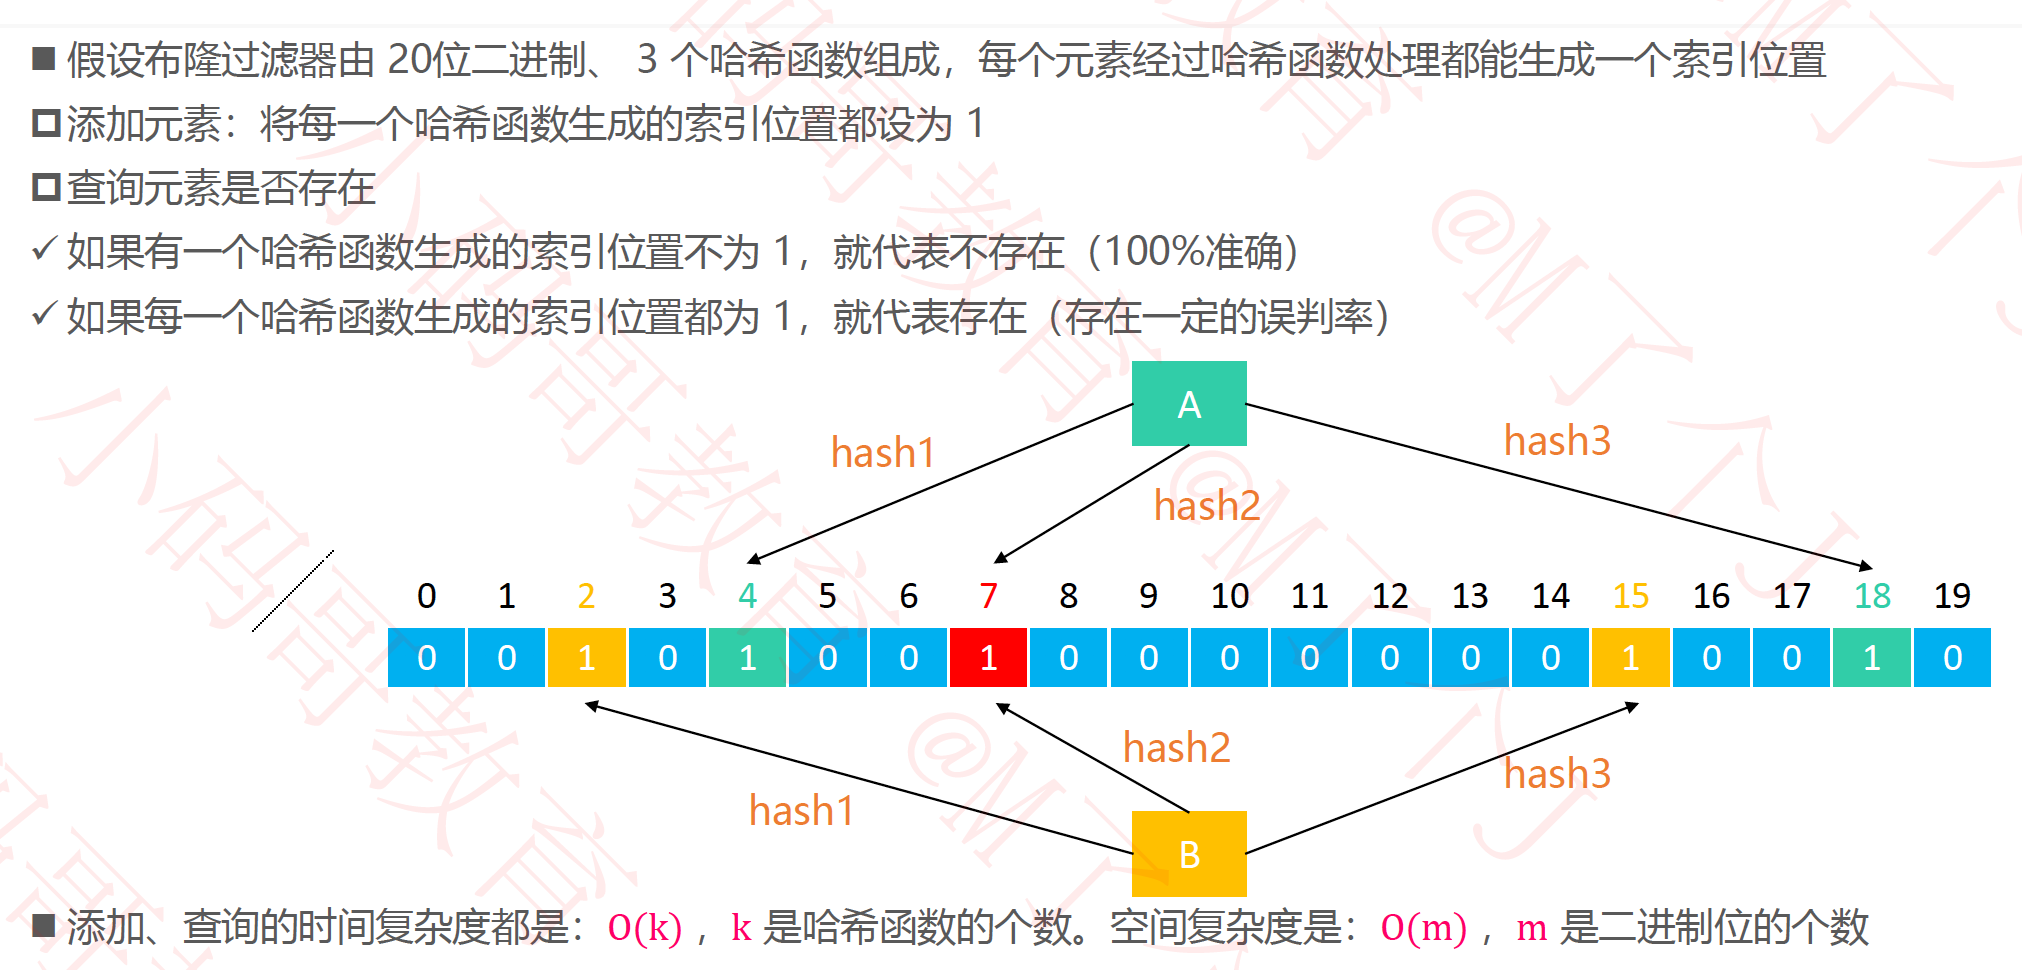 假设布隆过滤器由 20位二进制、 3 个哈希函数组成，每个元素经过哈希函数处理都能生成一个索引位置
添加元素：将每一个哈希函数生成的索引位置都设为 1
查询元素是否存在
如果有一个哈希函数生成的索引位置不为 1，就代表不存在（100%准确）
如果每一个哈希函数生成的索引位置都为 1，就代表存在（存在一定的误判率）
A
hash1
hash2
hash3
0 1 2 3 4 5 6 7 8 9 10 11 12 13 14 15 16 17 18 19
0 0 1 0 1 0 0 1 0 0 0 0 0 0 0 1 0 0 1 0
hash1
hash2
hash3
B
添加、查询的时间复杂度都是：O(k) ，k 是哈希函数的个数。空间复杂度是：O(m) ，m 是二进制位的个数
小码哥教育 @M了个J